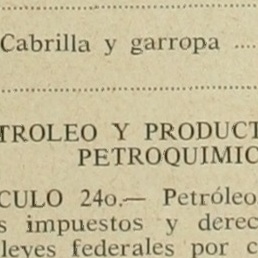 Cabrilla y garropa ....
TROLEO Y PRODUCT
PETROQUIMIC
CULO 24o.— Petróleo
s impuestos y derec
leyes federales por c